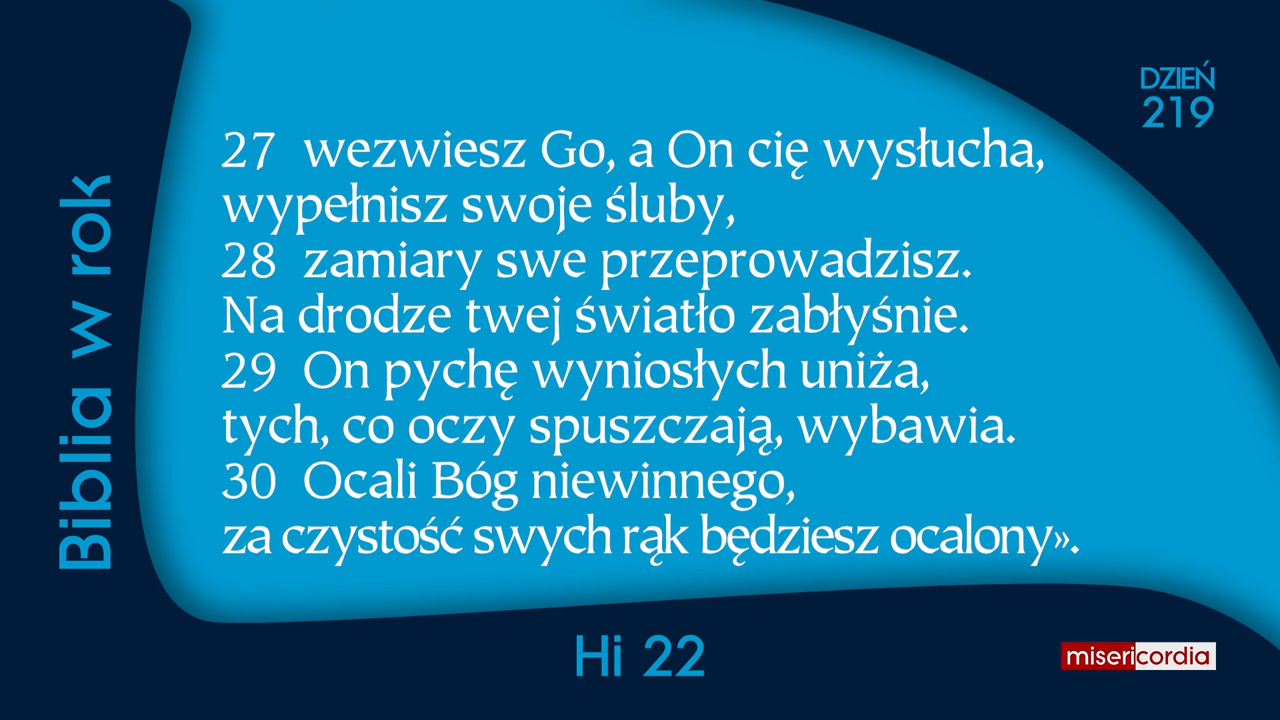 DZIEŃ
219
Biblia w rok
27 wezwiesz Go, a On cię wysłucha,
wypełnisz swoje śluby,
28 zamiary swe przeprowadzisz.
Na drodze twej światło zabłyśnie.
29 On pychę wyniosłych uniża,
tych, co oczy spuszczają, wybawia.
30 Ocali Bóg niewinnego,
za czystość swych rąk będziesz ocalony».
Hi 22
misericordia